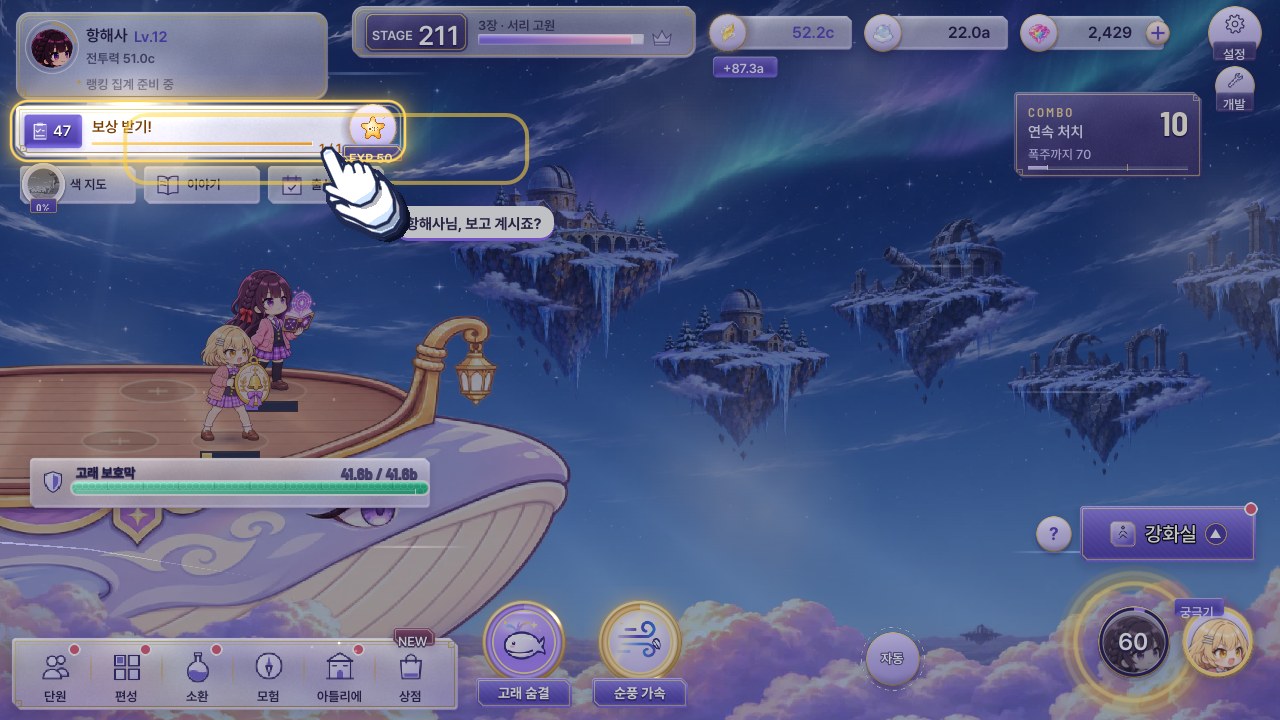 항해사 Lv.12
전투력 51.0c
* 랭킹 집계 준비 중
STAGE 211
3장 · 서리 고원
52.2c
+87.3a
22.0a
2,429
설정
개발
47
보상 받기!
EXP 50
색 지도
0%
이야기
COMBO
연속 처치
10
폭주까지 70
항해사님, 보고 계시죠?
고래 보호막
41.6b / 41.6b
?
강화실
궁극기
60
자동
NEW
단원
편성
소환
모험
아틀리에
상점
고래 숨결
순풍 가속